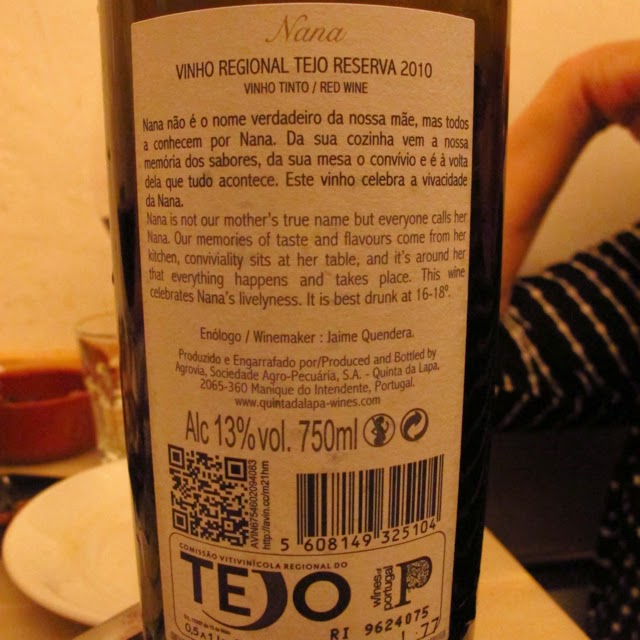 Nana
VINHO REGIONAL TEJO RESERVA 2010
VINHO TINTO / RED WINE
Nana não é o nome verdadeiro da nossa mãe, mas todos
a conhecem por Nana. Da sua cozinha vem a nossa
memória dos sabores, da sua mesa o convívio e é à volta
dela que tudo acontece. Este vinho celebra a vivacidade
da Nana.
Nana is not our mother's true name but everyone calls her
Nana. Our memories of taste and flavours come from her
kitchen, conviviality sits at her table, and it's around her
that everything happens and takes place. This wine
celebrates Nana's livelyness. It is best drunk at 16-18º.
Enólogo / Winemaker : Jaime Quendera.
Produzido e Engarrafado por/Produced and Bottled by
Agrovia, Sociedade Agro-Pecuária, S.A. - Quinta da Lapa,
2065-360 Manique do Intendente, Portugal.
www.quintadalapa-wines.com
Alc 13%vol. 750ml
AVIN6754602094083
http://avin.cc/m21hm
5 608149 325104
COMISSÃO VITIVINÍCOLA REGIONAL DO
TEJO
wines of
portugal
RI 9624075